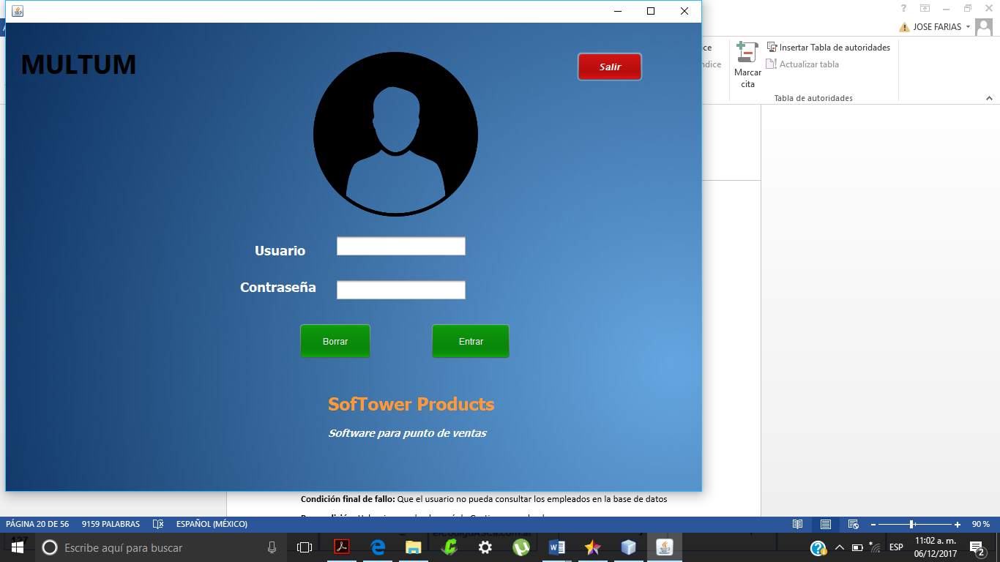 JOSE FARIAS
MULTUM
Salir
Insertar Tabla de autoridades
Actualizar tabla
Marcar
cita
Tabla de autoridades
Usuario
Contraseña
Borrar
Entrar
SofTower Products
Software para punto de ventas
Condición final de fallo: Que el usuario no pueda consultar los empleados en la base de datos
PÁGINA 20 DE 56
9159 PALABRAS
ESPAÑOL (MÉXICO)
90 %
Escribe aquí para buscar
ESP
11:02 a. m.
06/12/2017
2